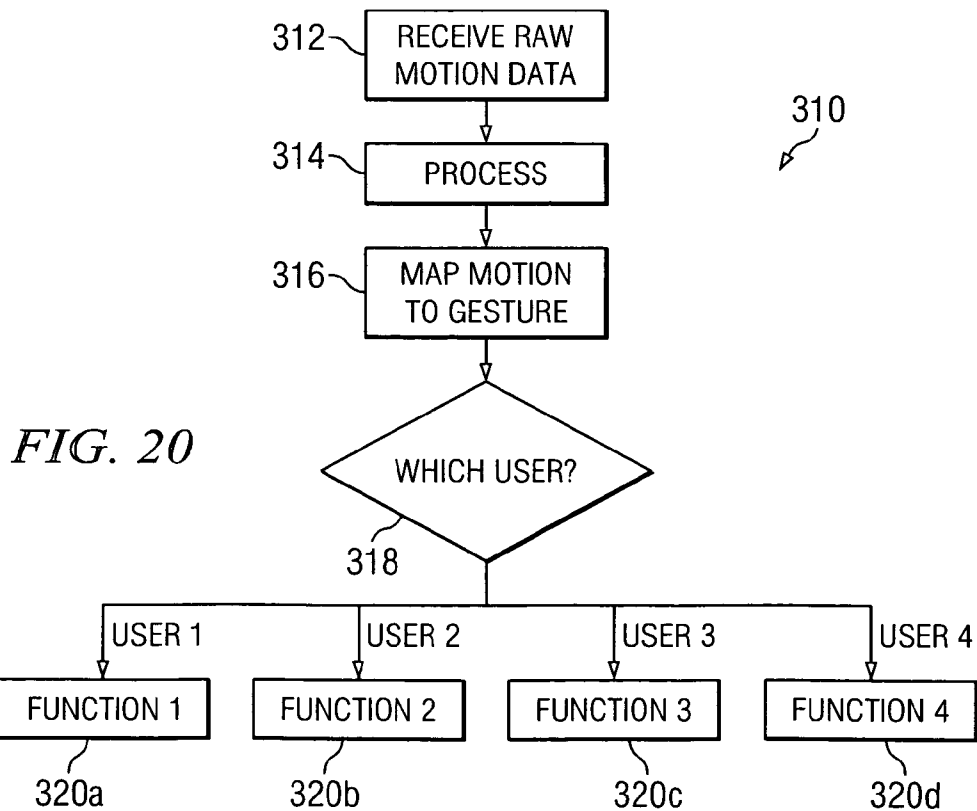 312
RECEIVE RAW
MOTION DATA
310
314
PROCESS
316
MAP MOTION
TO GESTURE
FIG. 20
WHICH USER?
318
USER 1
USER 2
USER 3
USER 4
FUNCTION 1
FUNCTION 2
FUNCTION 3
FUNCTION 4
320a
320b
320c
320d